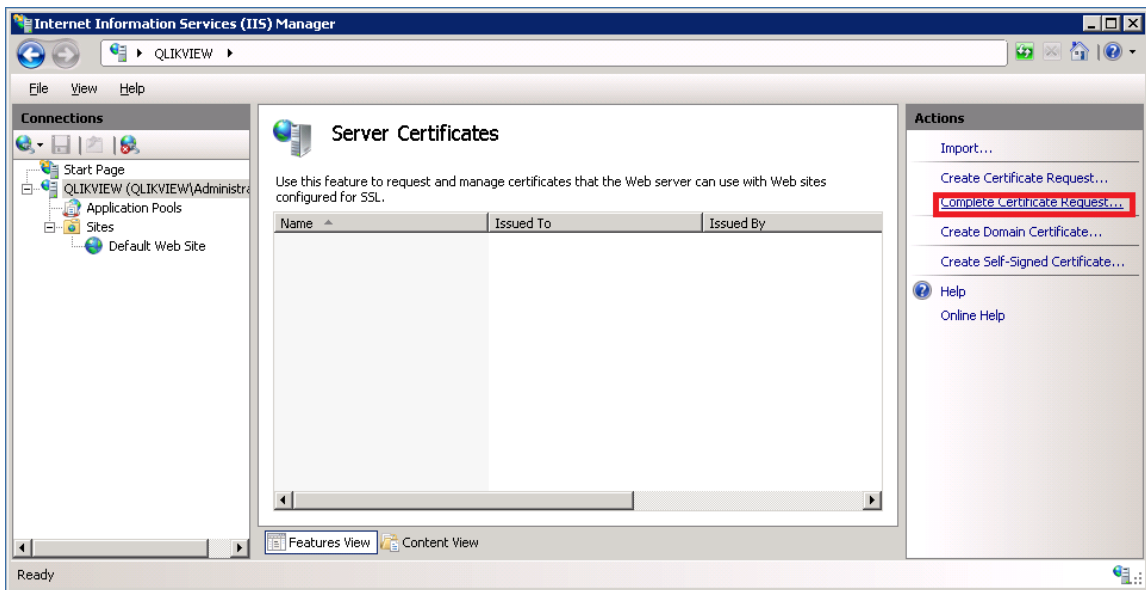 Internet Information Services (IIS) Manager
QLIKVIEW
File View Help
Connections
Start Page
QLIKVIEW (QLIKVIEW\Administra
Application Pools
Sites
Default Web Site
Server Certificates
Use this feature to request and manage certificates that the Web server can use with Web sites
configured for SSL.
Name Issued To Issued By
Features View Content View
Actions
Import...
Create Certificate Request...
Complete Certificate Request...
Create Domain Certificate...
Create Self-Signed Certificate...
Help
Online Help
Ready